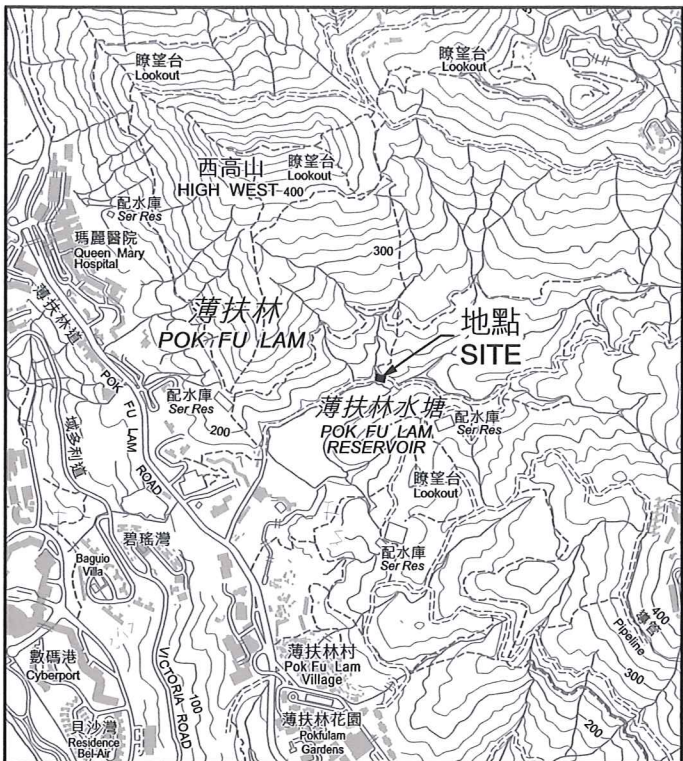 瞭望台
Lookout
瞭望台
Lookout
西高山
HIGH WEST
400
瞭望台
Lookout
配水庫
Ser Res
瑪麗醫院
Queen Mary
Hospital
300
薄扶林
POK FU LAM
地點
SITE
薄扶林道
POK FU LAM ROAD
配水庫
Ser Res
200
薄扶林水塘
POK FU LAM
RESERVOIR
配水庫
Ser Res
域多利道
瞭望台
Lookout
碧瑤灣
Baguio
Villa
配水庫
Ser Res
400
導管
Pipeline
300
200
數碼港
Cyberport
100
VICTORIA ROAD
薄扶林村
Pok Fu Lam
Village
貝沙灣
Residence
Bel-Air
薄扶林花園
Pokfulam
Gardens